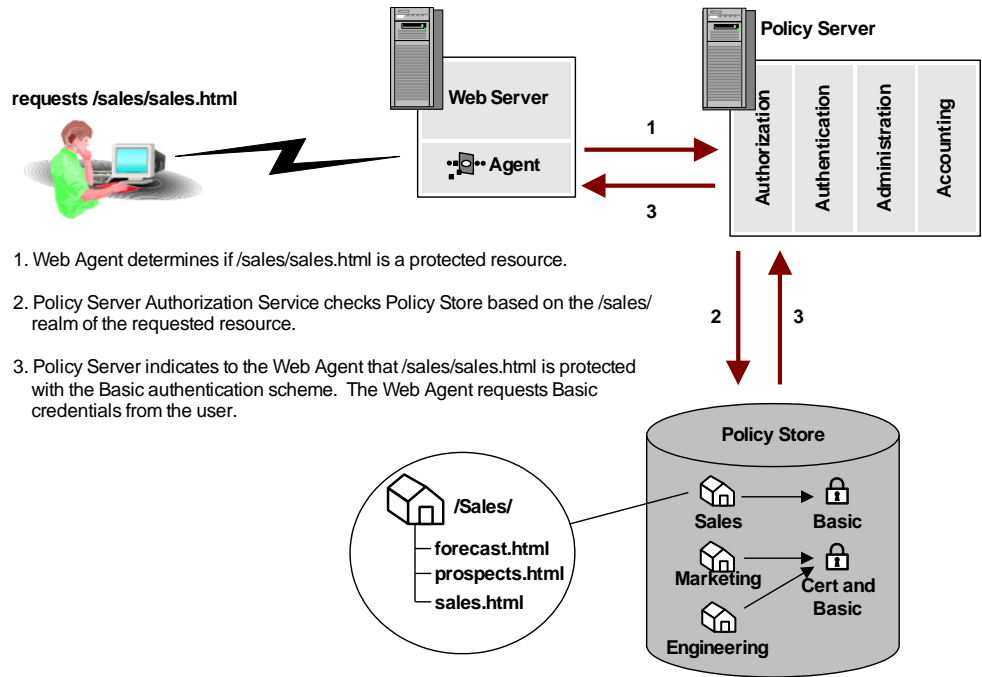 Policy Server
requests /sales/sales.html
Web Server
Agent
Authorization
Authentication
Administration
Accounting
1
3
1. Web Agent determines if /sales/sales.html is a protected resource.
2. Policy Server Authorization Service checks Policy Store based on the /sales/
realm of the requested resource.
3. Policy Server indicates to the Web Agent that /sales/sales.html is protected
with the Basic authentication scheme. The Web Agent requests Basic
credentials from the user.
2
3
Policy Store
Sales
Basic
Marketing
Cert and
Basic
Engineering
/Sales/
forecast.html
prospects.html
sales.html